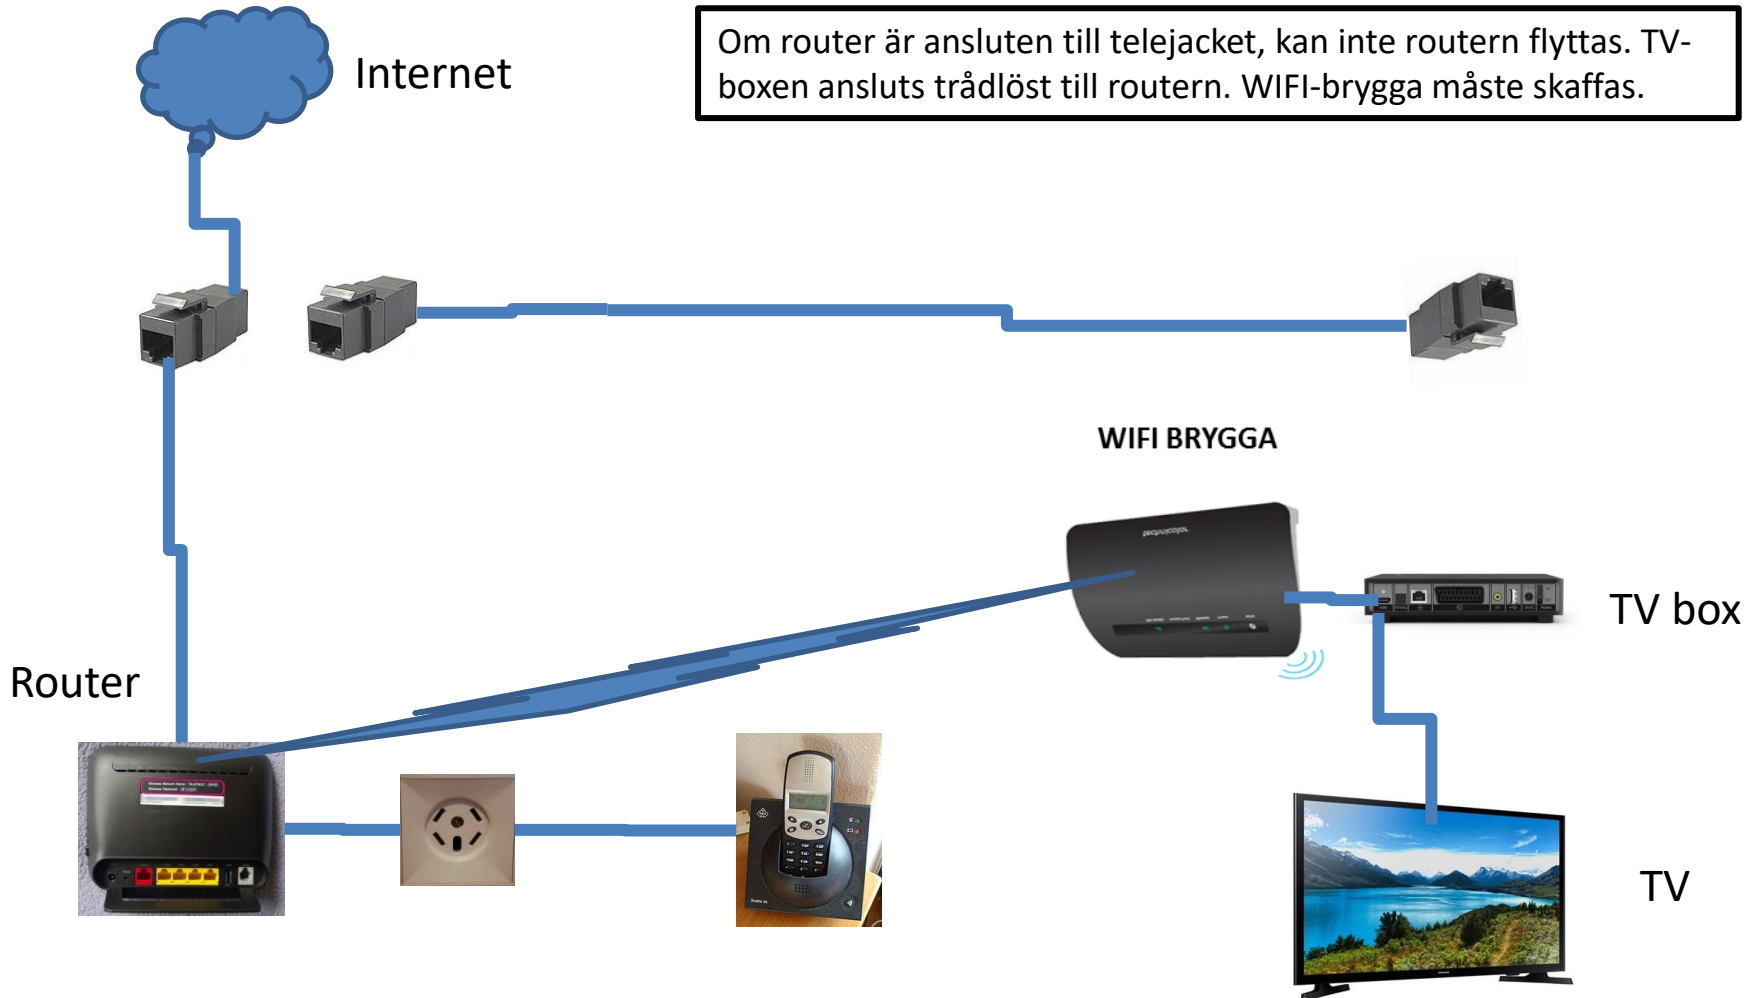 Internet
Om router är ansluten till telejacket, kan inte routern flyttas. TV-
boxen ansluts trådlöst till routern. WIFI-brygga måste skaffas.
WIFI BRYGGA
technicolor
TV box
Router
TV